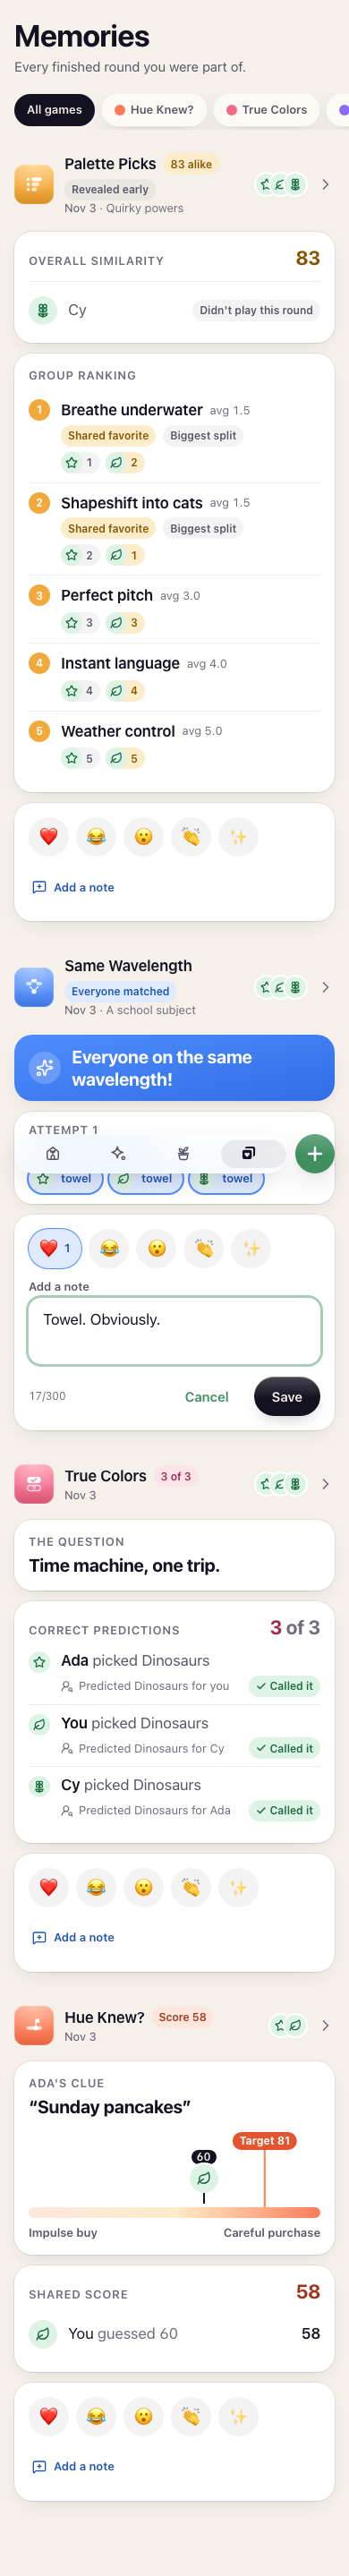 Memories
Every finished round you were part of.
All games
Hue Knew?
True Colors
Palette Picks
83 alike
Revealed early
Nov 3 · Quirky powers
OVERALL SIMILARITY
83
Cy
Didn't play this round
GROUP RANKING
1 Breathe underwater avg 1.5
Shared favorite
Biggest split
1
2
2 Shapeshift into cats avg 1.5
Shared favorite
Biggest split
2
1
3 Perfect pitch avg 3.0
3
3
4 Instant language avg 4.0
4
4
5 Weather control avg 5.0
5
5
Add a note
Same Wavelength
Everyone matched
Nov 3 · A school subject
Everyone on the same
wavelength!
ATTEMPT 1
towel
towel
towel
1
Add a note
Towel. Obviously.
17/300
Cancel
Save
True Colors
3 of 3
Nov 3
THE QUESTION
Time machine, one trip.
CORRECT PREDICTIONS
3 of 3
Ada picked Dinosaurs
Predicted Dinosaurs for you
Called it
You picked Dinosaurs
Predicted Dinosaurs for Cy
Called it
Cy picked Dinosaurs
Predicted Dinosaurs for Ada
Called it
Add a note
Hue Knew?
Score 58
Nov 3
ADA'S CLUE
“Sunday pancakes”
Target 81
60
Impulse buy
Careful purchase
SHARED SCORE
58
You guessed 60
58
Add a note